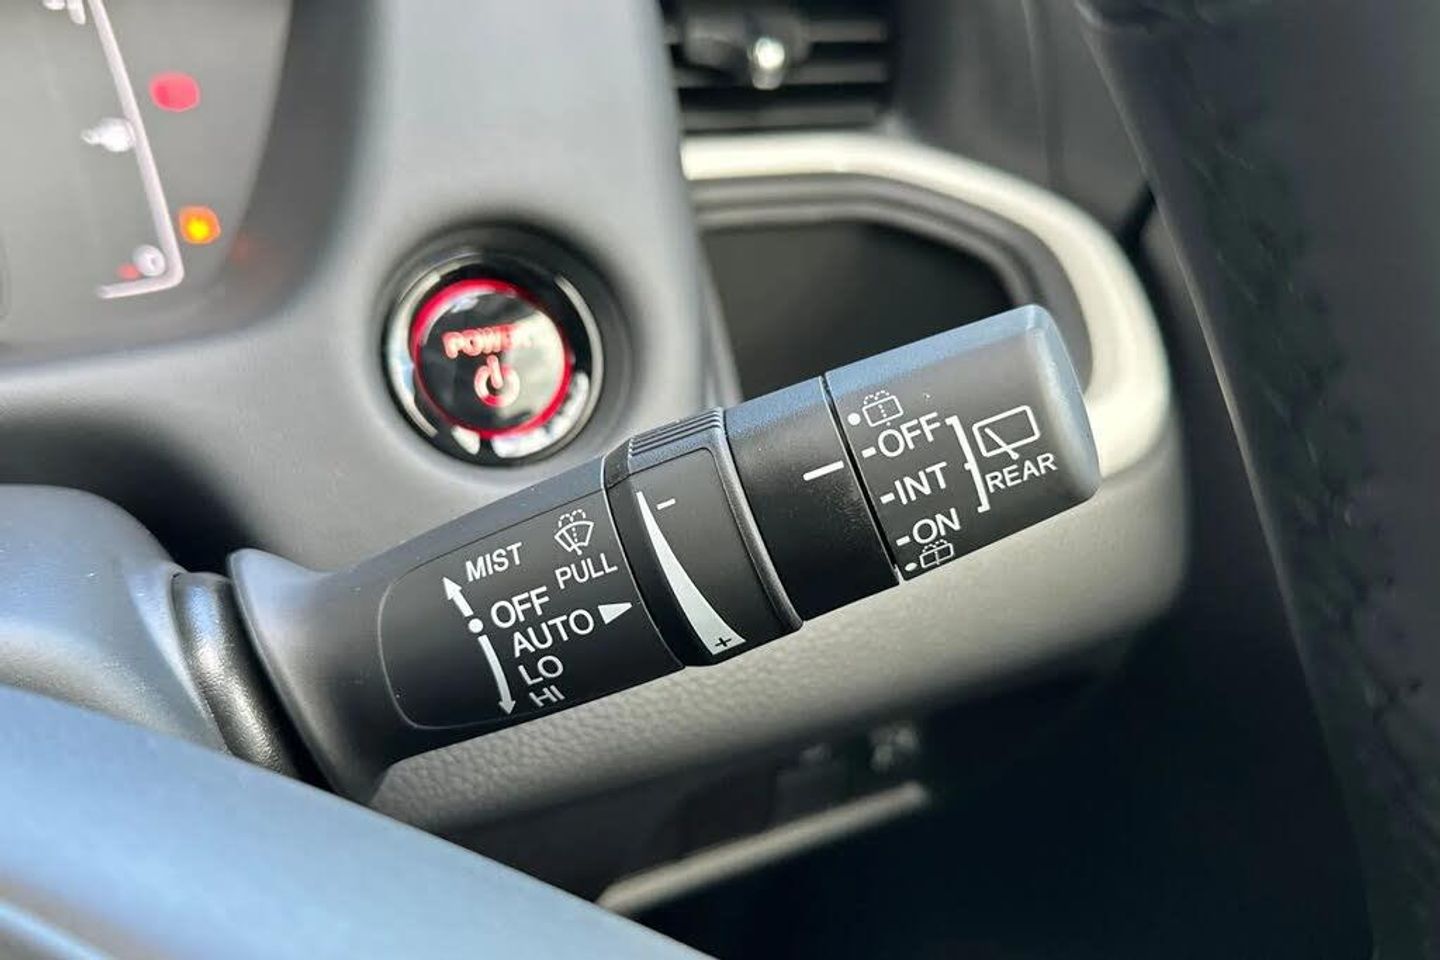 POWER
MIST
OFF
AUTO
LO
HI
PULL
-
+
OFF
INT
ON
REAR